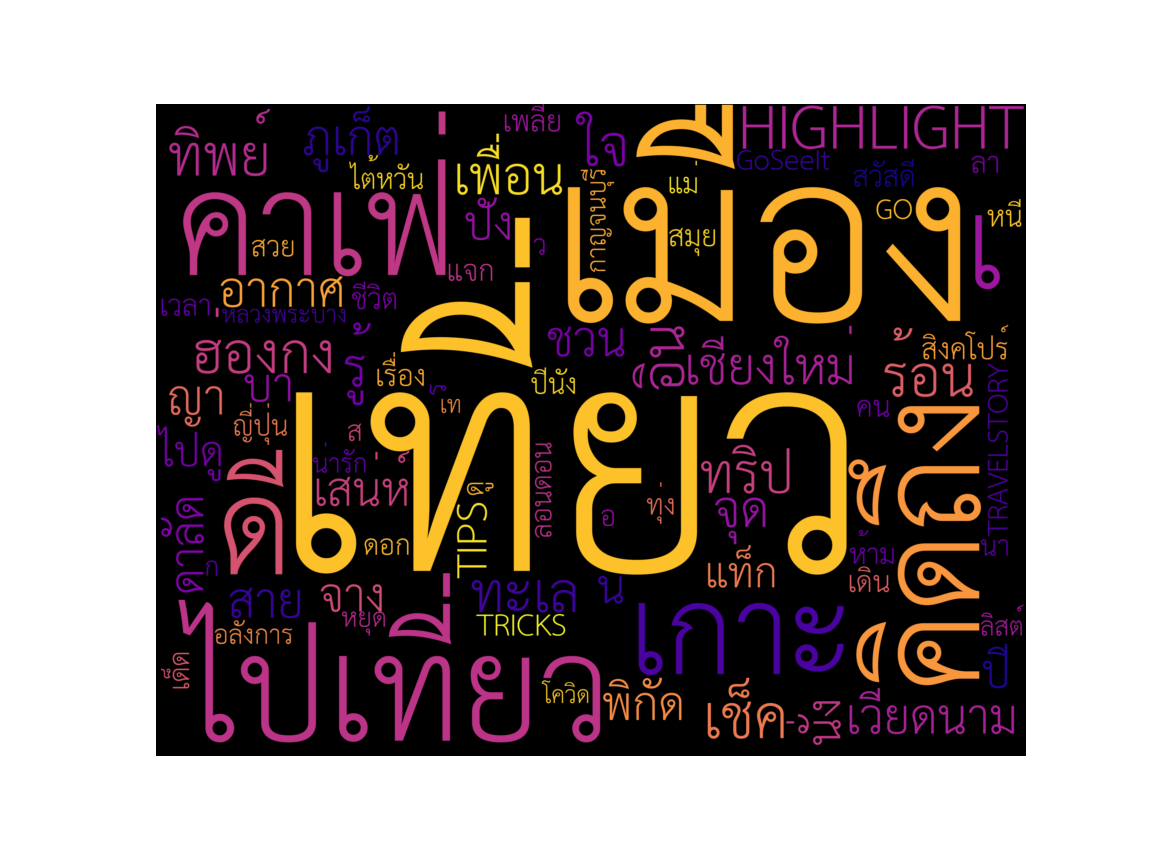 เพลีย
ใจ
HIGHLIGHT
ทิพย์
ภูเก็ต
ไต้หวัน
เพื่อน
GoSeeIt
ลา
แม่
สวัสดี
คาเฟ่
ปัง
กาญจนบุรี
เมือง
GO
หนี
เ
สวย
ว
สมุย
แจก
อากาศ
ชีวิต
เวลา
หลวงพระบาง
ฮ่องกง
รู้
ชวน
เชียงใหม่
สิงคโปร์
เรื่อง
ปีนัง
ร้อน
ญา
บา
เท
คน
TRAVELSTORY
ญี่ปุ่น
ส
ไปดู
น่ารัก
เสน่ห์
เที่ยว
ดี
ลอนดอน
ทริป
คิดถึง
ดู
TIPS
ทุ่ง
จุด
อ
ดอก
นา
ห้าม
ก
แท็ก
เดิน
สาย
จาง
ทะเล
น
หยุด
TRICKS
เกาะ
ลิสต์
อลังการ
ไปเที่ยว
เด็ด
ปี
โควิด
พิกัด
เช็ค
เวียดนาม